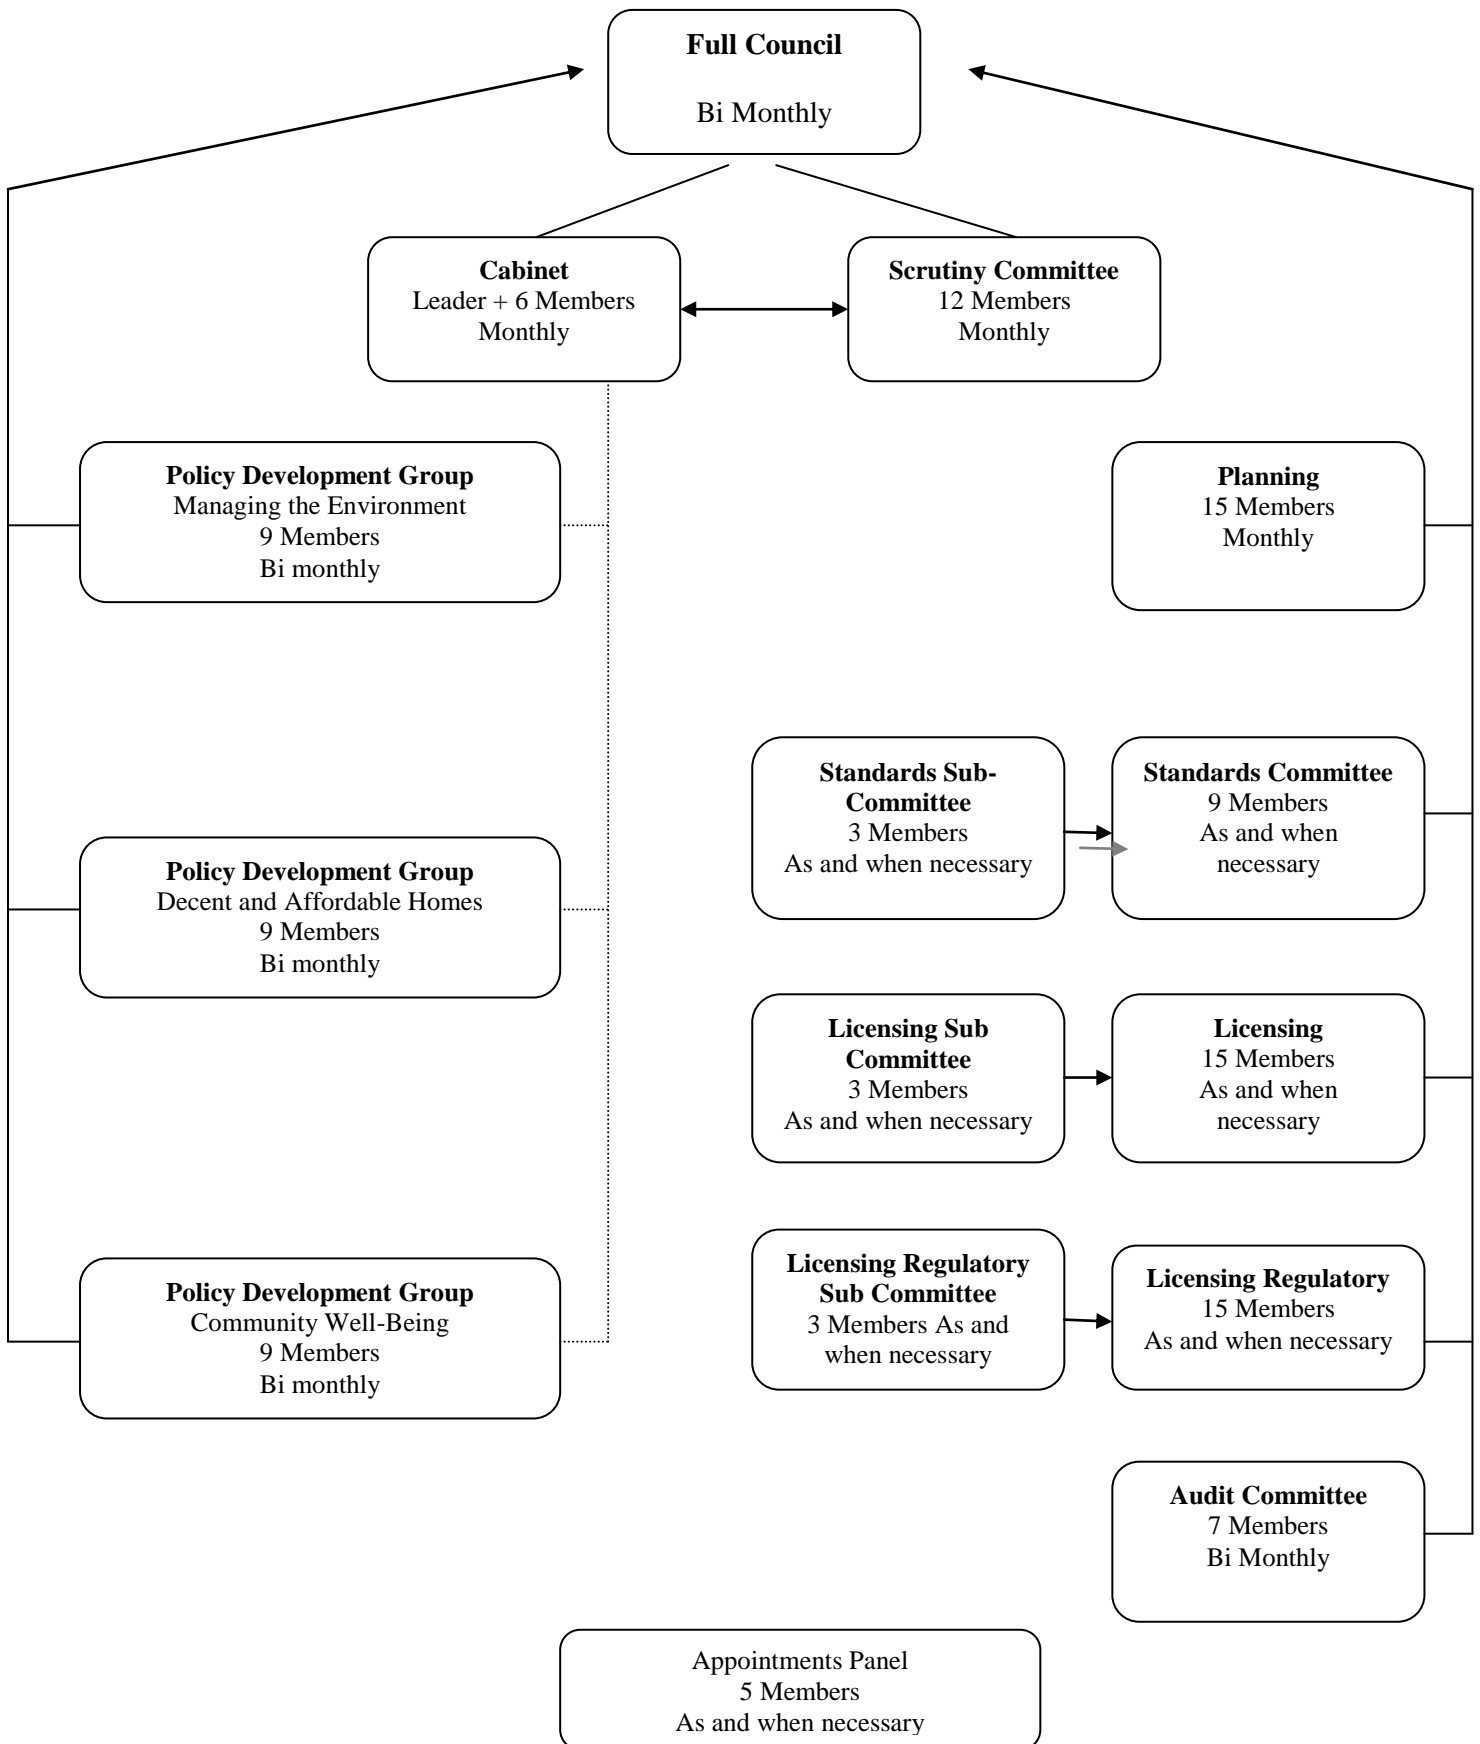 Full Council
Bi Monthly
Cabinet
Leader + 6 Members
Monthly
Scrutiny Committee
12 Members
Monthly
Policy Development Group
Managing the Environment
9 Members
Bi monthly
Planning
15 Members
Monthly
Standards Sub-
Committee
3 Members
As and when necessary
Standards Committee
9 Members
As and when
necessary
Policy Development Group
Decent and Affordable Homes
9 Members
Bi monthly
Licensing Sub
Committee
3 Members
As and when necessary
Licensing
15 Members
As and when
necessary
Policy Development Group
Community Well-Being
9 Members
Bi monthly
Licensing Regulatory
Sub Committee
3 Members As and
when necessary
Licensing Regulatory
15 Members
As and when necessary
Audit Committee
7 Members
Bi Monthly
Appointments Panel
5 Members
As and when necessary